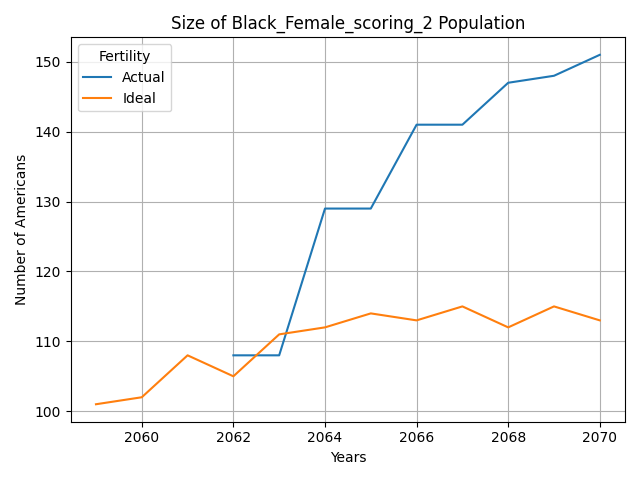 Size of Black_Female_scoring_2 Population
Fertility
Actual
Ideal
Number of Americans
150
140
130
120
110
100
2060 2062 2064 2066 2068 2070
Years